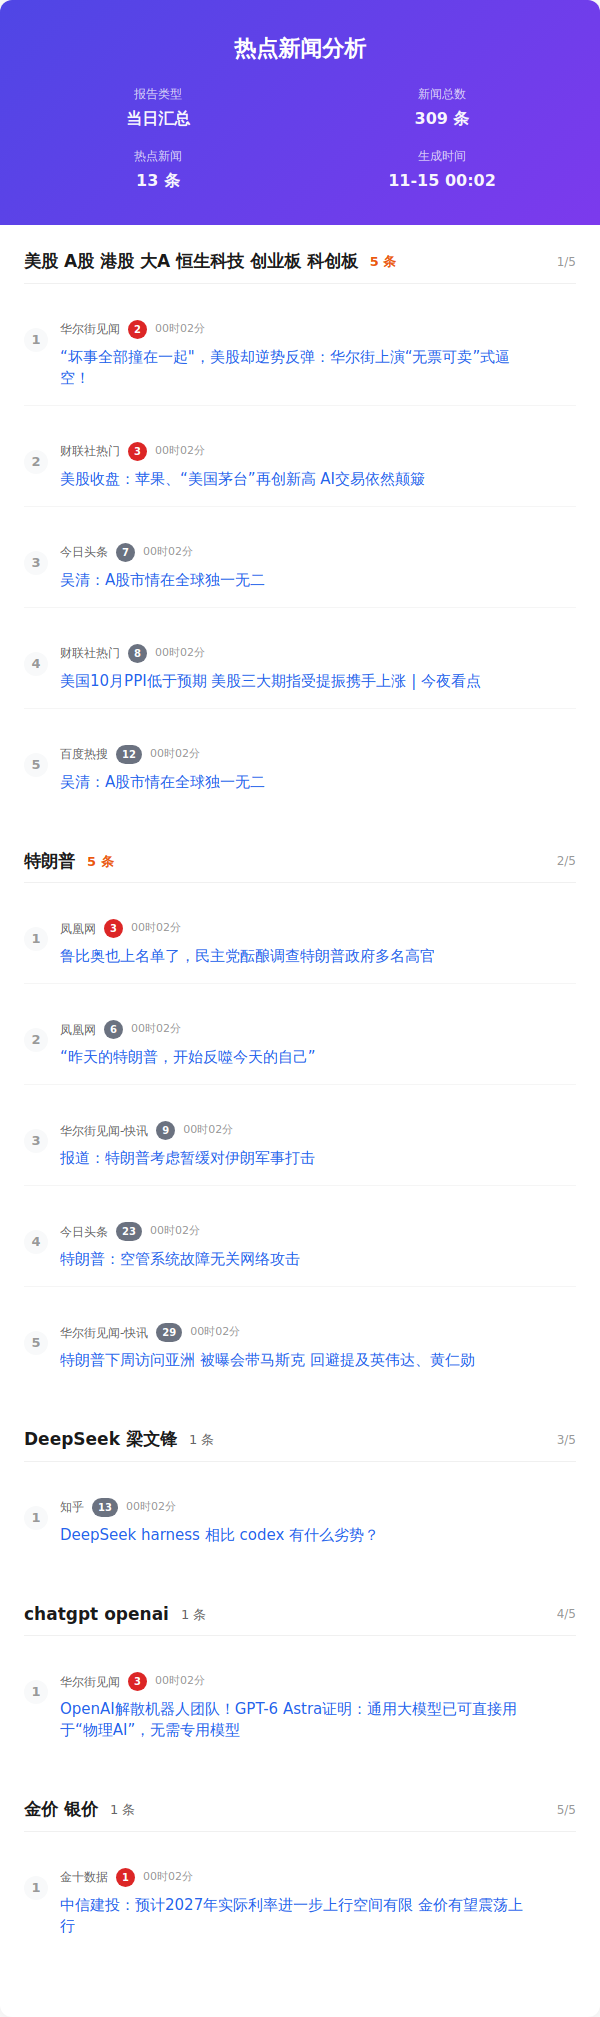 热点新闻分析
报告类型
当日汇总
新闻总数
309 条
热点新闻
13 条
生成时间
11-15 00:02
美股 A股 港股 大A 恒生科技 创业板 科创板 5 条 1/5
1
华尔街见闻 2 00时02分
“坏事全部撞在一起"，美股却逆势反弹：华尔街上演“无票可卖”式逼
空！
2
财联社热门 3 00时02分
美股收盘：苹果、“美国茅台”再创新高 AI交易依然颠簸
3
今日头条 7 00时02分
吴清：A股市情在全球独一无二
4
财联社热门 8 00时02分
美国10月PPI低于预期 美股三大期指受提振携手上涨 | 今夜看点
5
百度热搜 12 00时02分
吴清：A股市情在全球独一无二
特朗普 5 条 2/5
1
凤凰网 3 00时02分
鲁比奥也上名单了，民主党酝酿调查特朗普政府多名高官
2
凤凰网 6 00时02分
“昨天的特朗普，开始反噬今天的自己”
3
华尔街见闻-快讯 9 00时02分
报道：特朗普考虑暂缓对伊朗军事打击
4
今日头条 23 00时02分
特朗普：空管系统故障无关网络攻击
5
华尔街见闻-快讯 29 00时02分
特朗普下周访问亚洲 被曝会带马斯克 回避提及英伟达、黄仁勋
DeepSeek 梁文锋 1 条 3/5
1
知乎 13 00时02分
DeepSeek harness 相比 codex 有什么劣势？
chatgpt openai 1 条 4/5
1
华尔街见闻 3 00时02分
OpenAI解散机器人团队！GPT-6 Astra证明：通用大模型已可直接用
于“物理AI”，无需专用模型
金价 银价 1 条 5/5
1
金十数据 1 00时02分
中信建投：预计2027年实际利率进一步上行空间有限 金价有望震荡上
行